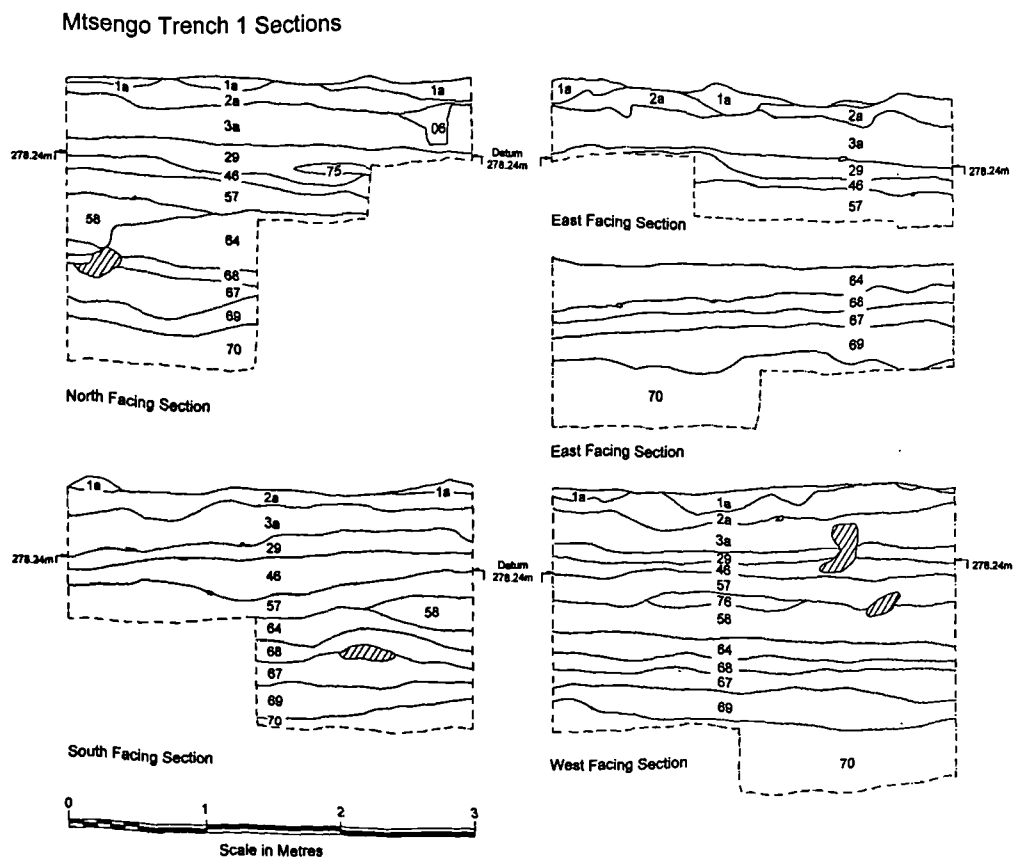 Mtsengo Trench 1 Sections
1a 1a 1a
2a
3a
06
278.24m
29
75
46
57
58
64
68
67
69
70
North Facing Section
Datum
278.24m
1a 2a 1a
2a
3a
29
278.24m
46
57
East Facing Section
64
68
67
69
70
East Facing Section
1a 1a
2a
3a
278.24m
29
46
57
58
64
68
67
69
70
South Facing Section
Datum
278.24m
1a 1a
2a
3a
29
278.24m
46
57
76
58
64
68
67
69
70
West Facing Section
0 1 2 3
Scale in Metres